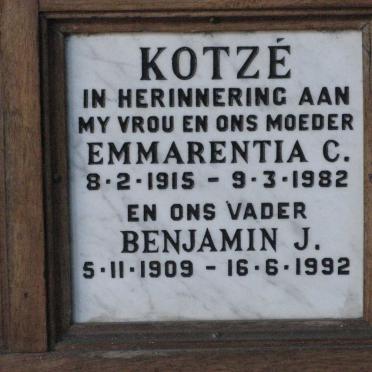 KOTZÉ
IN HERINNERING AAN
MY VROU EN ONS MOEDER
EMMARENTIA C.
8·2·1915 – 9·3·1982
EN ONS VADER
BENJAMIN J.
5·11·1909 – 16·6·1992